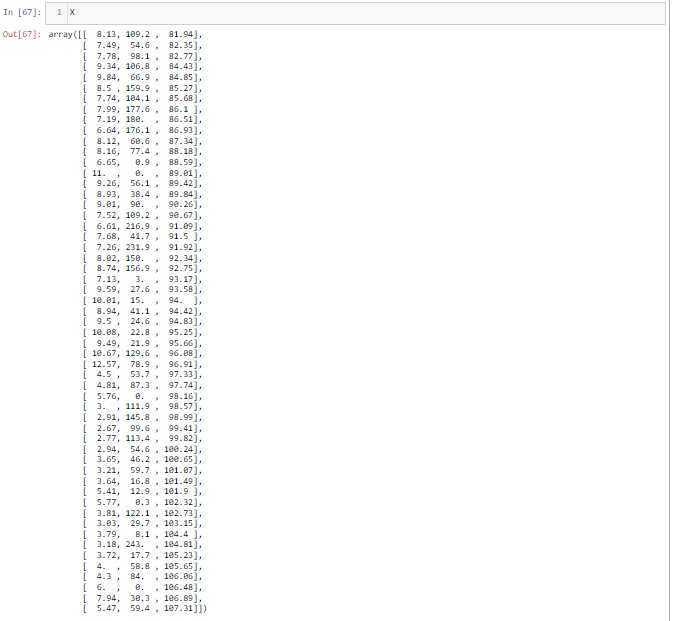 In [67]: 1 X
Out[67]: array([[  8.13, 109.2 ,  81.94],
       [  7.49,  54.6 ,  82.35],
       [  7.78,  98.1 ,  82.77],
       [  9.34, 106.8 ,  84.43],
       [  9.84,  66.9 ,  84.85],
       [  8.5 , 159.9 ,  85.27],
       [  7.74, 104.1 ,  85.68],
       [  7.99, 177.6 ,  86.1 ],
       [  7.19, 180.  ,  86.51],
       [  6.64, 176.1 ,  86.93],
       [  8.12,  60.6 ,  87.34],
       [  8.16,  77.4 ,  88.18],
       [  6.65,   0.9 ,  88.59],
       [ 11.  ,   0.  ,  89.01],
       [  9.26,  56.1 ,  89.42],
       [  8.93,  38.4 ,  89.84],
       [  9.01,  90.  ,  90.26],
       [  7.52, 109.2 ,  90.67],
       [  6.61, 216.9 ,  91.09],
       [  7.68,  41.7 ,  91.5 ],
       [  7.26, 231.9 ,  91.92],
       [  8.02, 150.  ,  92.34],
       [  8.74, 156.9 ,  92.75],
       [  7.13,   3.  ,  93.17],
       [  9.59,  27.6 ,  93.58],
       [ 10.01,  15.  ,  94.  ],
       [  8.94,  41.1 ,  94.42],
       [  9.5 ,  24.6 ,  94.83],
       [ 10.08,  22.8 ,  95.25],
       [  9.49,  21.9 ,  95.66],
       [ 10.67, 129.6 ,  96.08],
       [ 12.57,  78.9 ,  96.91],
       [  4.5 ,  53.7 ,  97.33],
       [  4.81,  87.3 ,  97.74],
       [  5.76,   0.  ,  98.16],
       [  3.  , 111.9 ,  98.57],
       [  2.91, 145.8 ,  98.99],
       [  2.67,  99.6 ,  99.41],
       [  2.77, 113.4 ,  99.82],
       [  2.94,  54.6 , 100.24],
       [  3.65,  46.2 , 100.65],
       [  3.21,  59.7 , 101.07],
       [  3.64,  16.8 , 101.49],
       [  5.41,  12.9 , 101.9 ],
       [  5.77,   0.3 , 102.32],
       [  3.81, 122.1 , 102.73],
       [  3.03,  29.7 , 103.15],
       [  3.79,   8.1 , 104.4 ],
       [  3.18, 243.  , 104.81],
       [  3.72,  17.7 , 105.23],
       [  4.  ,  58.8 , 105.65],
       [  4.3 ,  84.  , 106.06],
       [  6.  ,   0.  , 106.48],
       [  7.94,  30.3 , 106.89],
       [  5.47,  59.4 , 107.31]])